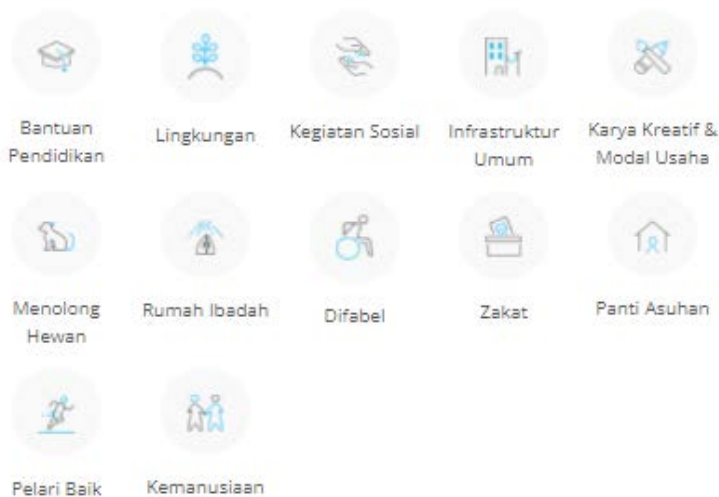 Bantuan
Pendidikan
Lingkungan
Kegiatan Sosial
Infrastruktur
Umum
Karya Kreatif &
Modal Usaha
Menolong
Hewan
Rumah Ibadah
Difabel
Zakat
Panti Asuhan
Pelari Baik
Kemanusiaan